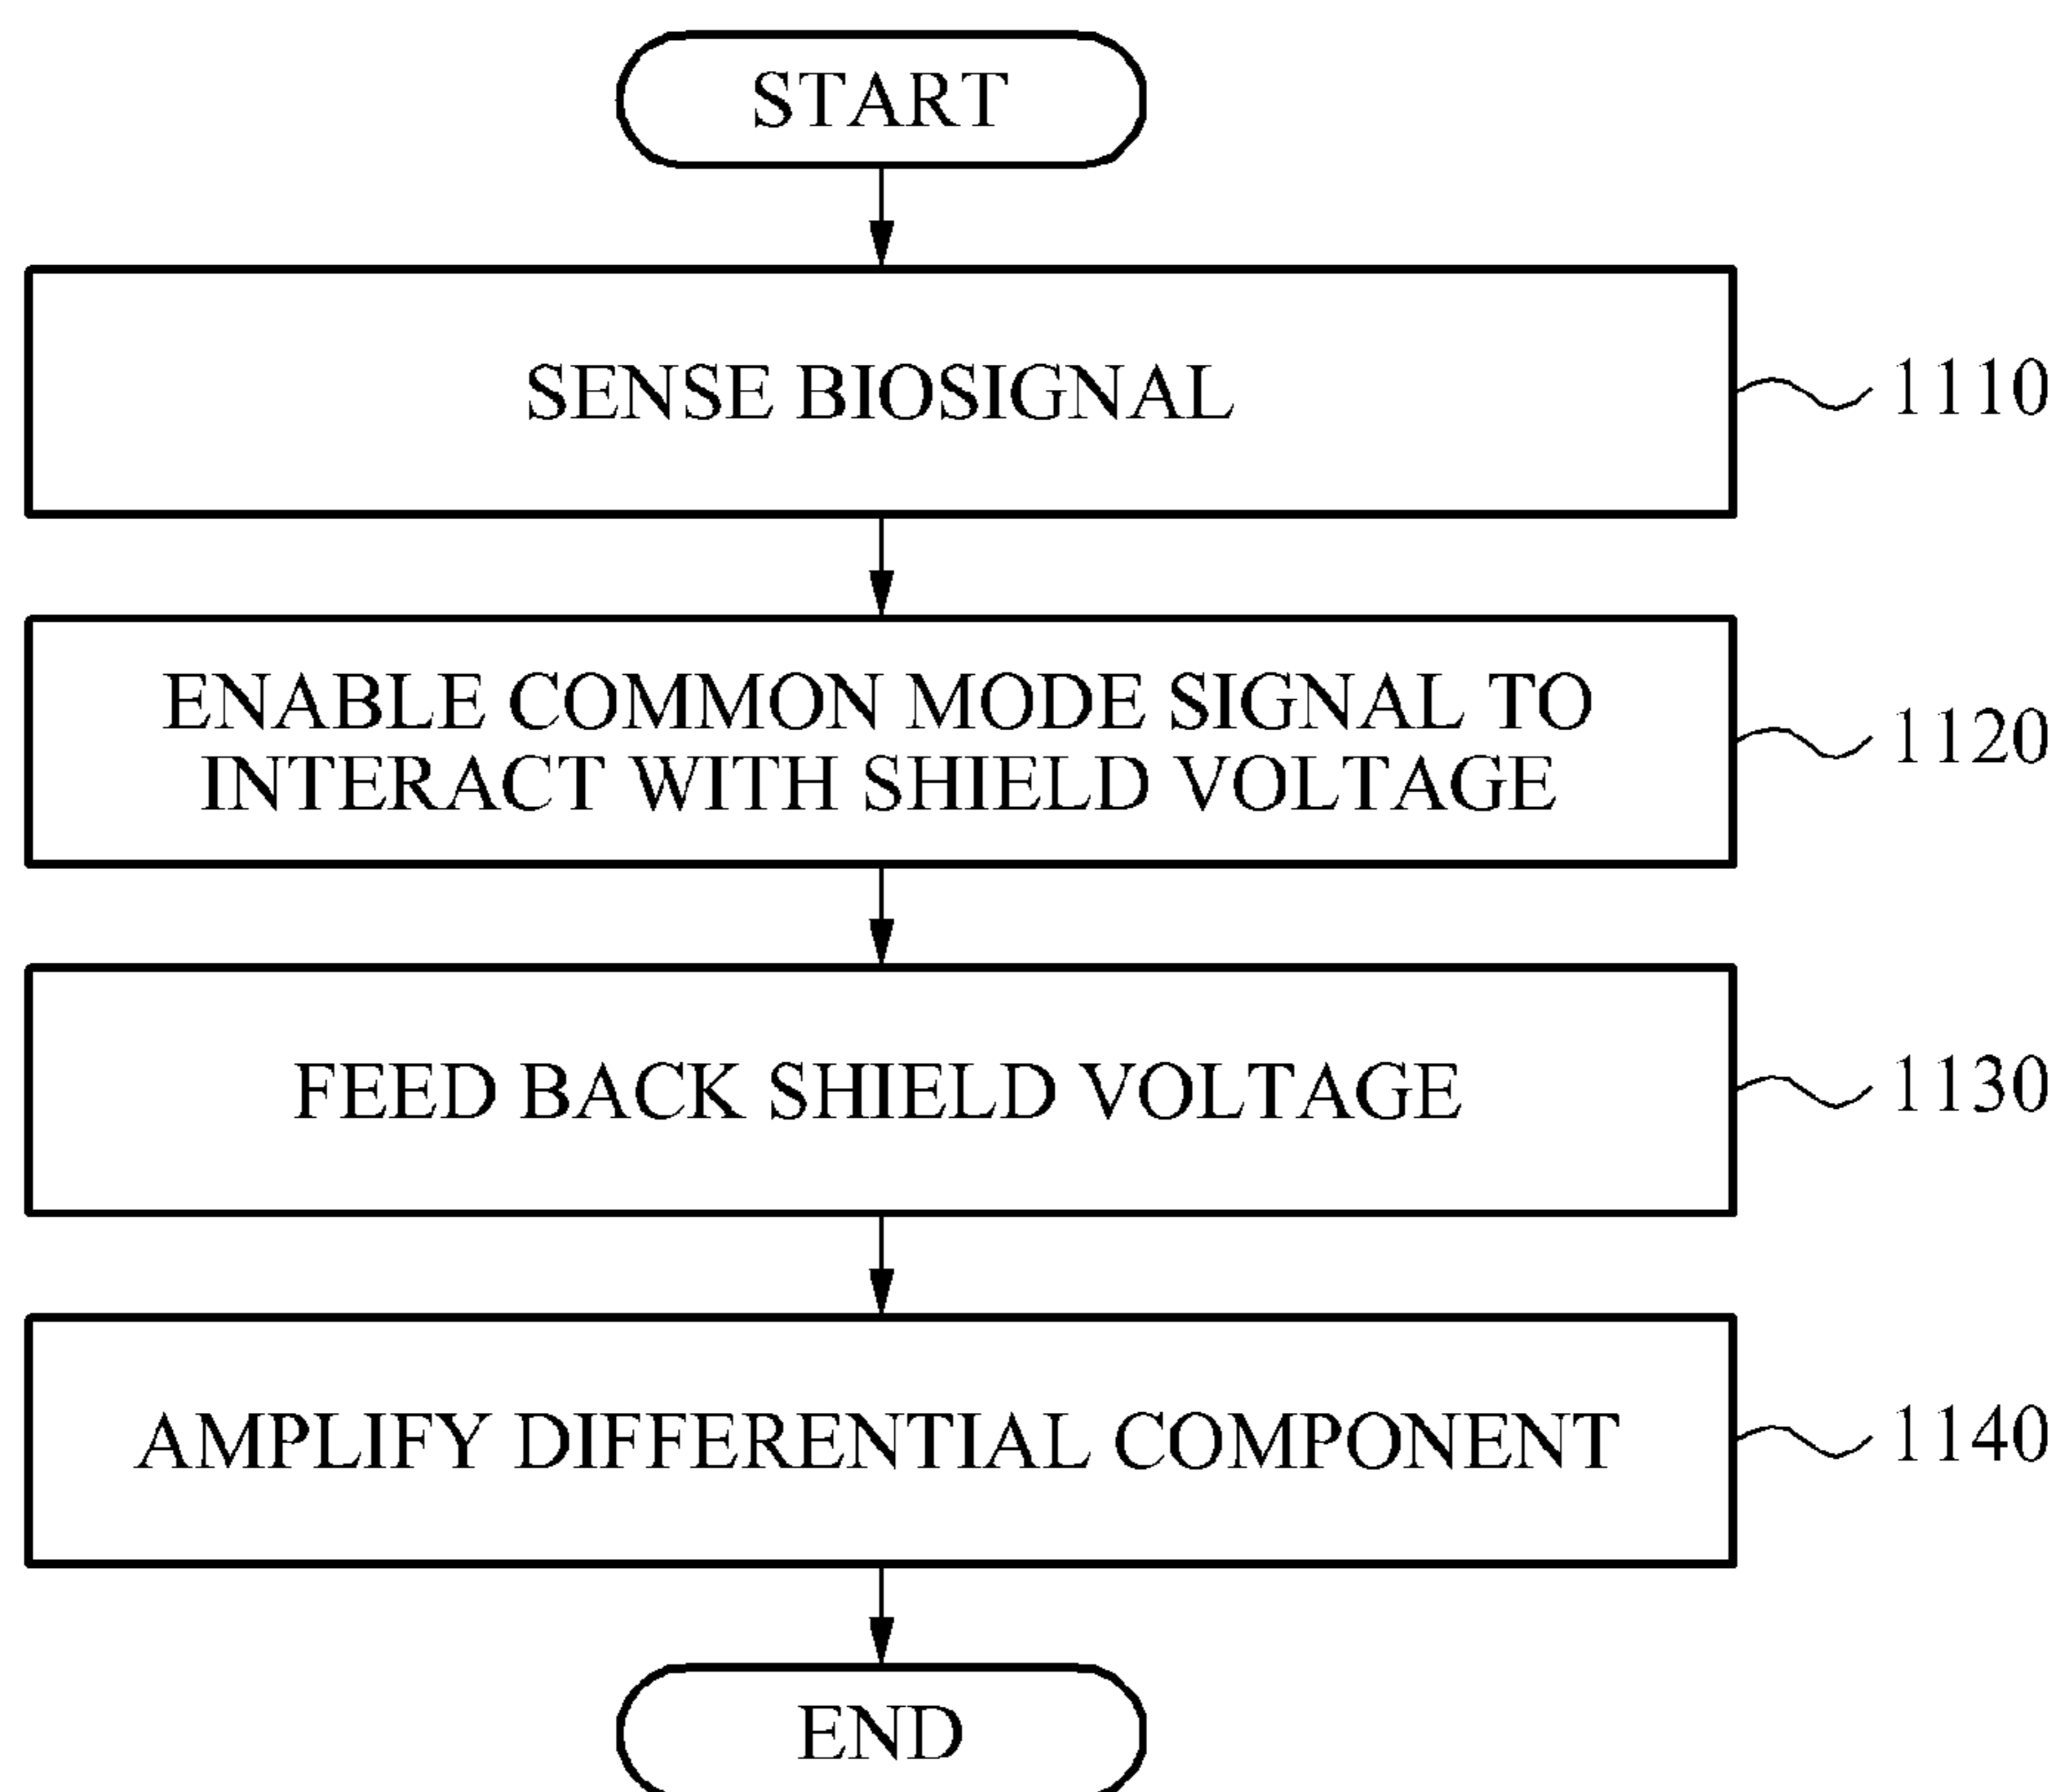 START
SENSE BIOSIGNAL
1110
ENABLE COMMON MODE SIGNAL TO
INTERACT WITH SHIELD VOLTAGE
1120
FEED BACK SHIELD VOLTAGE
1130
AMPLIFY DIFFERENTIAL COMPONENT
1140
END